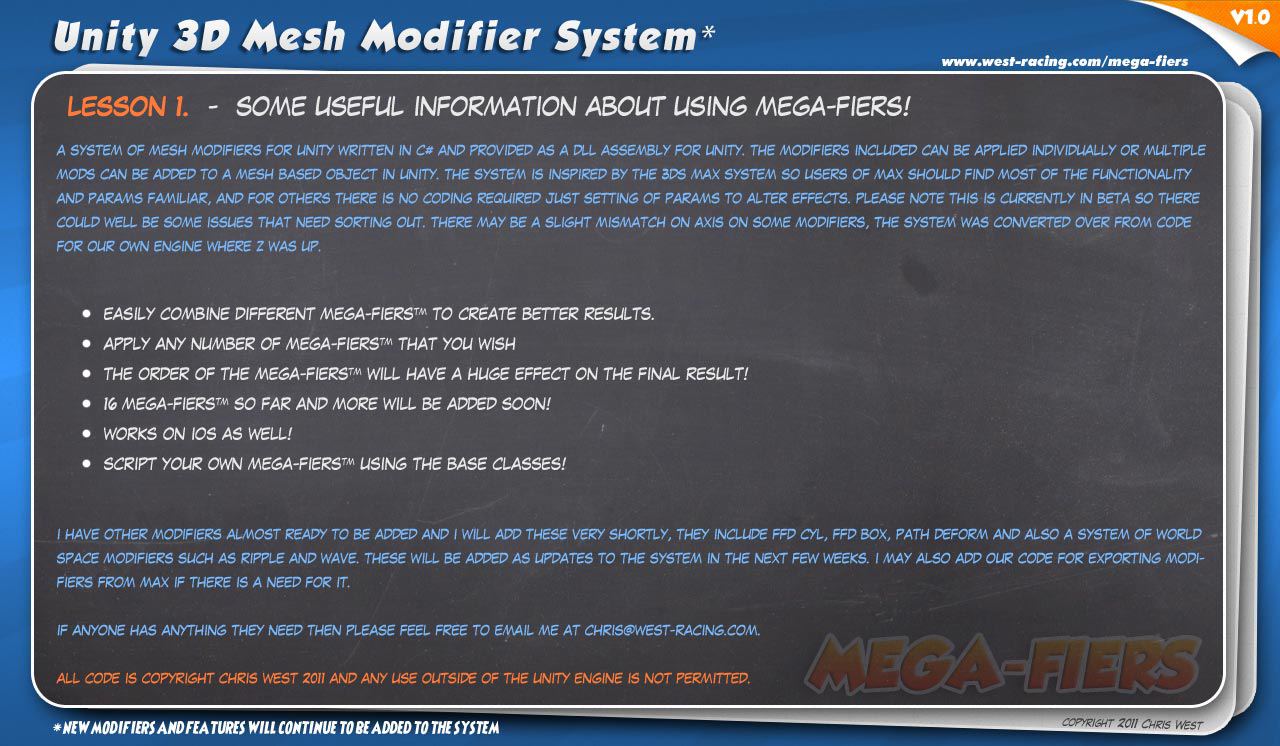 Unity 3D Mesh Modifier System*
V1.0
www.west-racing.com/mega-fiers
LESSON 1. - SOME USEFUL INFORMATION ABOUT USING MEGA-FIERS!
A SYSTEM OF MESH MODIFIERS FOR UNITY WRITTEN IN C# AND PROVIDED AS A DLL ASSEMBLY FOR UNITY. THE MODIFIERS INCLUDED CAN BE APPLIED INDIVIDUALLY OR MULTIPLE
MODS CAN BE ADDED TO A MESH BASED OBJECT IN UNITY. THE SYSTEM IS INSPIRED BY THE 3DS MAX SYSTEM SO USERS OF MAX SHOULD FIND MOST OF THE FUNCTIONALITY
AND PARAMS FAMILIAR, AND FOR OTHERS THERE IS NO CODING REQUIRED JUST SETTING OF PARAMS TO ALTER EFFECTS. PLEASE NOTE THIS IS CURRENTLY IN BETA SO THERE
COULD WELL BE SOME ISSUES THAT NEED SORTING OUT. THERE MAY BE A SLIGHT MISMATCH ON AXIS ON SOME MODIFIERS, THE SYSTEM WAS CONVERTED OVER FROM CODE
FOR OUR OWN ENGINE WHERE Z WAS UP.
• EASILY COMBINE DIFFERENT MEGA-FIERS™ TO CREATE BETTER RESULTS.
• APPLY ANY NUMBER OF MEGA-FIERS™ THAT YOU WISH
• THE ORDER OF THE MEGA-FIERS™ WILL HAVE A HUGE EFFECT ON THE FINAL RESULT!
• 16 MEGA-FIERS™ SO FAR AND MORE WILL BE ADDED SOON!
• WORKS ON IOS AS WELL!
• SCRIPT YOUR OWN MEGA-FIERS™ USING THE BASE CLASSES!
I HAVE OTHER MODIFIERS ALMOST READY TO BE ADDED AND I WILL ADD THESE VERY SHORTLY, THEY INCLUDE FFD CYL, FFD BOX, PATH DEFORM AND ALSO A SYSTEM OF WORLD
SPACE MODIFIERS SUCH AS RIPPLE AND WAVE. THESE WILL BE ADDED AS UPDATES TO THE SYSTEM IN THE NEXT FEW WEEKS. I MAY ALSO ADD OUR CODE FOR EXPORTING MODI-
FIERS FROM MAX IF THERE IS A NEED FOR IT.
IF ANYONE HAS ANYTHING THEY NEED THEN PLEASE FEEL FREE TO EMAIL ME AT CHRIS@WEST-RACING.COM.
ALL CODE IS COPYRIGHT CHRIS WEST 2011 AND ANY USE OUTSIDE OF THE UNITY ENGINE IS NOT PERMITTED.
MEGA-FIERS
*NEW MODIFIERS AND FEATURES WILL CONTINUE TO BE ADDED TO THE SYSTEM
COPYRIGHT 2011 CHRIS WEST